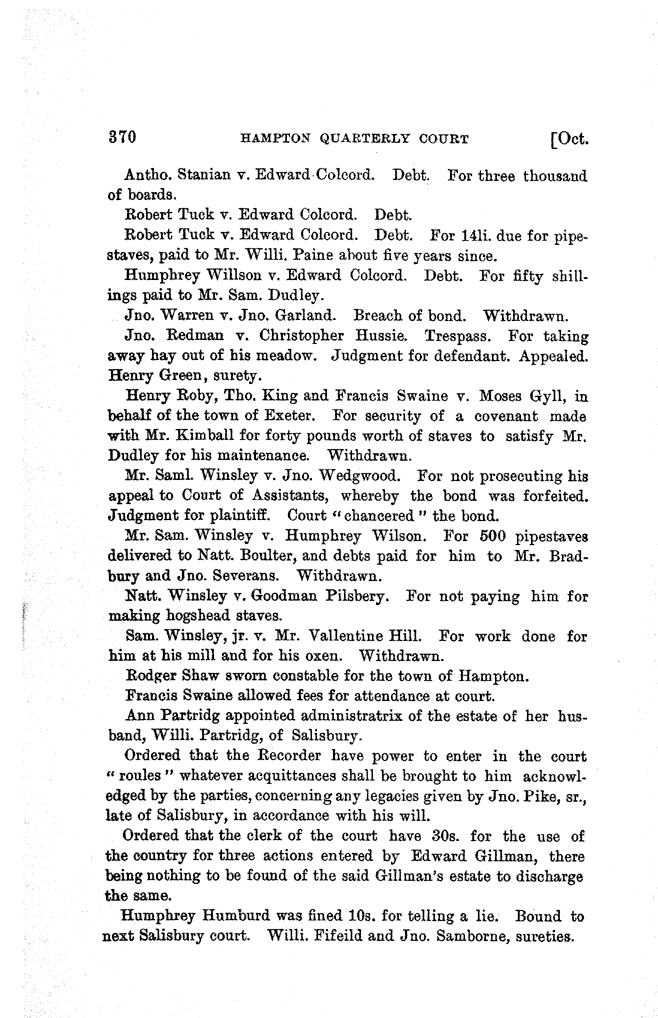 370 HAMPTON QUARTERLY COURT [Oct.
Antho. Stanian v. Edward Colcord. Debt. For three thousand
of boards.
Robert Tuck v. Edward Colcord. Debt.
Robert Tuck v. Edward Colcord. Debt. For 14li. due for pipe-
staves, paid to Mr. Willi. Paine about five years since.
Humphrey Willson v. Edward Colcord. Debt. For fifty shill-
ings paid to Mr. Sam. Dudley.
Jno. Warren v. Jno. Garland. Breach of bond. Withdrawn.
Jno. Redman v. Christopher Hussie. Trespass. For taking
away hay out of his meadow. Judgment for defendant. Appealed.
Henry Green, surety.
Henry Roby, Tho. King and Francis Swaine v. Moses Gyll, in
behalf of the town of Exeter. For security of a covenant made
with Mr. Kimball for forty pounds worth of staves to satisfy Mr.
Dudley for his maintenance. Withdrawn.
Mr. Saml. Winsley v. Jno. Wedgwood. For not prosecuting his
appeal to Court of Assistants, whereby the bond was forfeited.
Judgment for plaintiff. Court "chancered" the bond.
Mr. Sam. Winsley v. Humphrey Wilson. For 500 pipestaves
delivered to Natt. Boulter, and debts paid for him to Mr. Brad-
bury and Jno. Severans. Withdrawn.
Natt. Winsley v. Goodman Pilsbery. For not paying him for
making hogshead staves.
Sam. Winsley, jr. v. Mr. Vallentine Hill. For work done for
him at his mill and for his oxen. Withdrawn.
Rodger Shaw sworn constable for the town of Hampton.
Francis Swaine allowed fees for attendance at court.
Ann Partridg appointed administratrix of the estate of her hus-
band, Willi. Partridg, of Salisbury.
Ordered that the Recorder have power to enter in the court
"roules" whatever acquittances shall be brought to him acknowl-
edged by the parties, concerning any legacies given by Jno. Pike, sr.,
late of Salisbury, in accordance with his will.
Ordered that the clerk of the court have 30s. for the use of
the country for three actions entered by Edward Gillman, there
being nothing to be found of the said Gillman's estate to discharge
the same.
Humphrey Humburd was fined 10s. for telling a lie. Bound to
next Salisbury court. Willi. Fifeild and Jno. Samborne, sureties.